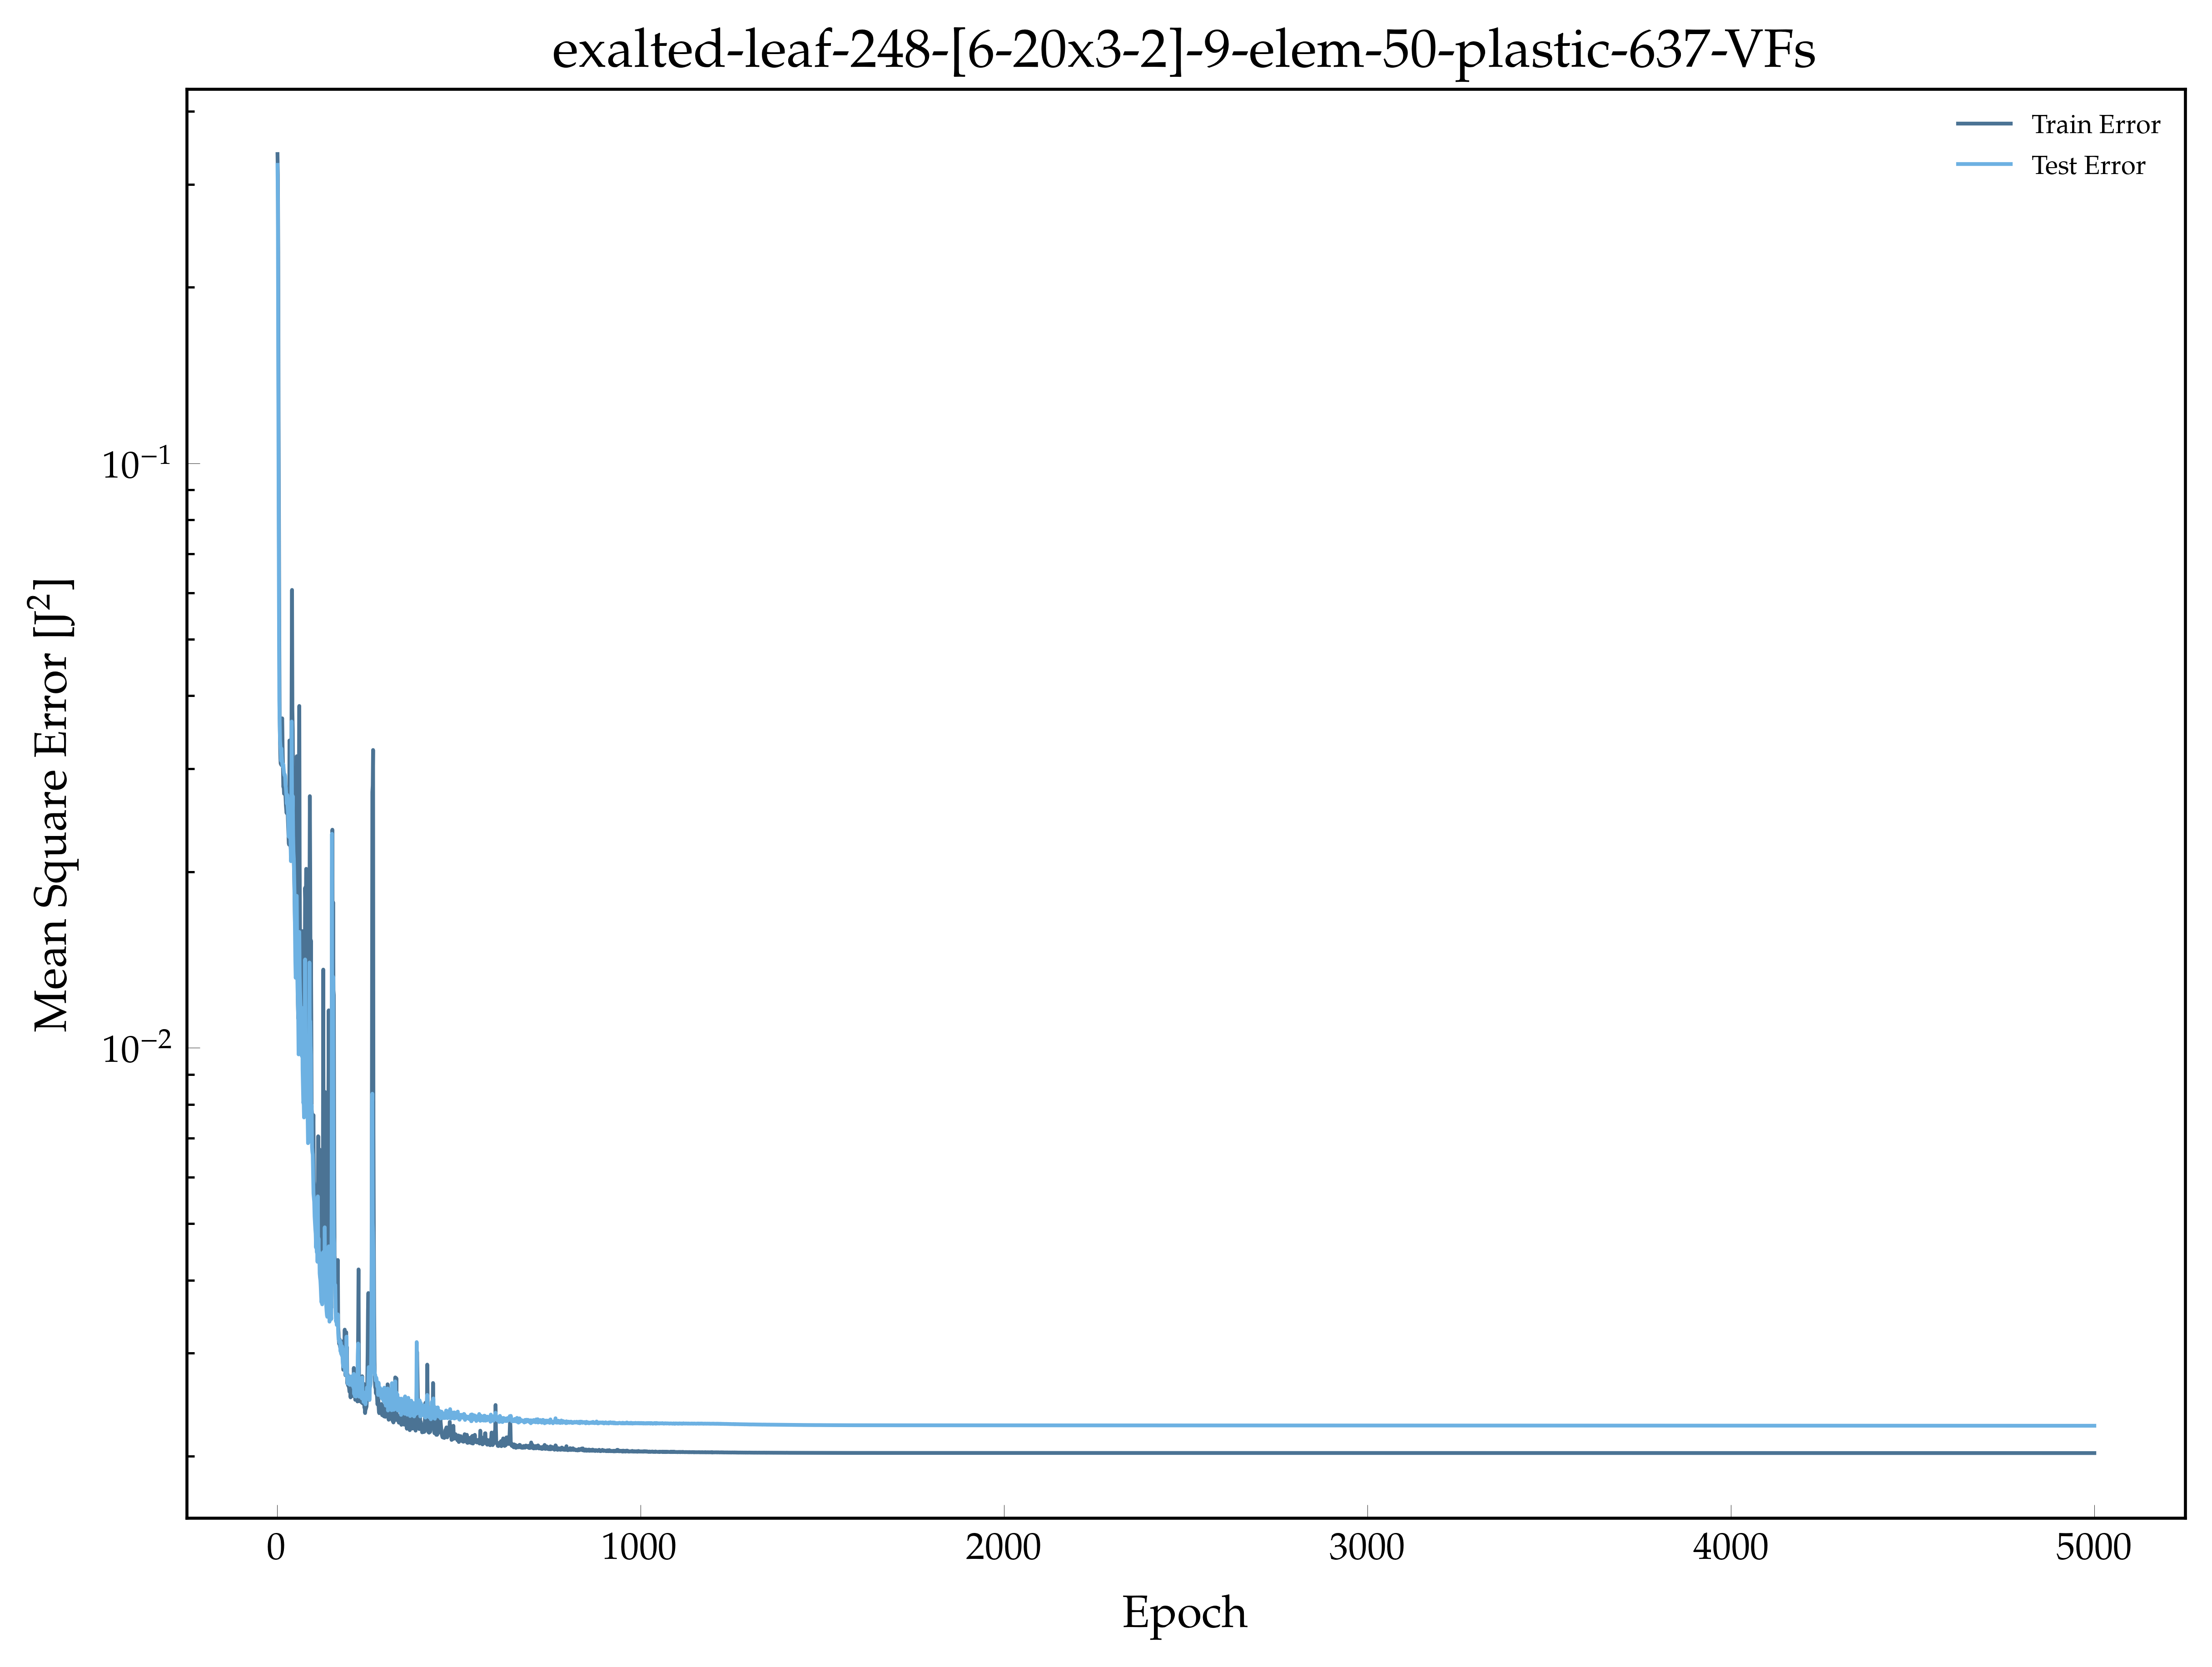 exalted-leaf-248-[6-20x3-2]-9-elem-50-plastic-637-VFs
Train Error
Test Error
Mean Square Error [J²]
10⁻¹
10⁻²
0 1000 2000 3000 4000 5000
Epoch